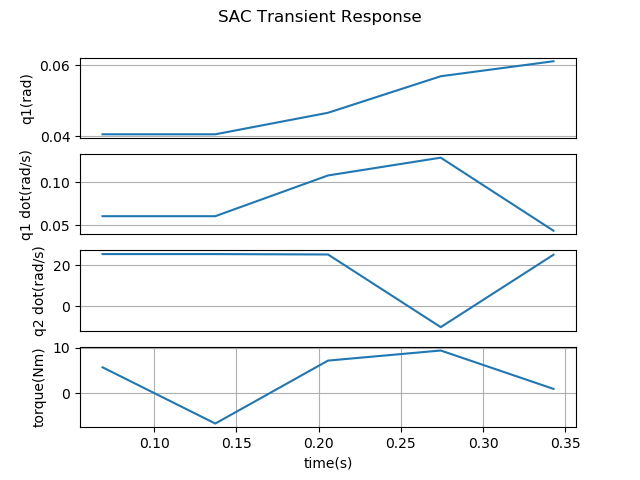 SAC Transient Response
q1(rad)
0.06
0.04
q1 dot(rad/s)
0.10
0.05
q2 dot(rad/s)
20
0
torque(Nm)
10
0
0.10 0.15 0.20 0.25 0.30 0.35
time(s)